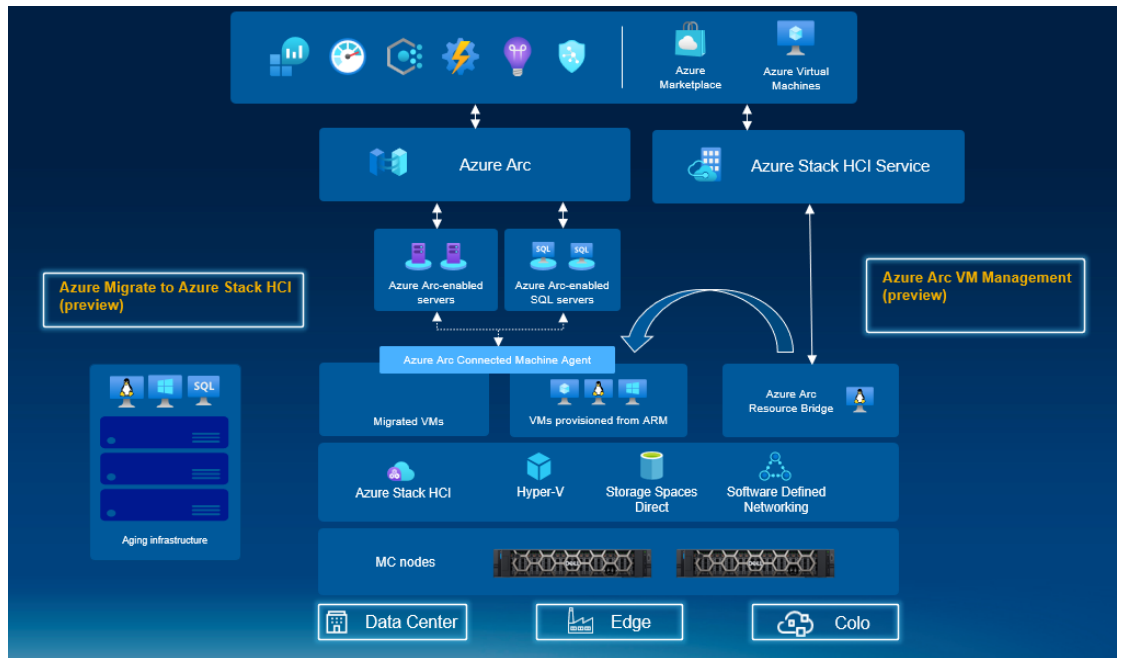 Azure
Marketplace
Azure Virtual
Machines
Azure Arc
Azure Stack HCI Service
Azure Arc-enabled
servers
SQL
SQL
Azure Arc-enabled
SQL servers
Azure Migrate to Azure Stack HCI
(preview)
Azure Arc VM Management
(preview)
Azure Arc Connected Machine Agent
SQL
Aging infrastructure
Migrated VMs
VMs provisioned from ARM
Azure Arc
Resource Bridge
Azure Stack HCI
Hyper-V
Storage Spaces
Direct
Software Defined
Networking
MC nodes
DELL
DELL
Data Center
Edge
Colo